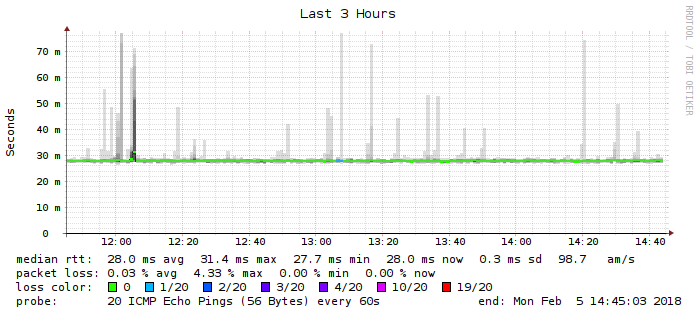 Last 3 Hours
RRDTOOL / TOBI OETIKER
Seconds
70 m
60 m
50 m
40 m
30 m
20 m
10 m
0
12:00 12:20 12:40 13:00 13:20 13:40 14:00 14:20 14:40
median rtt: 28.0 ms avg 31.4 ms max 27.7 ms min 28.0 ms now 0.3 ms sd 98.7 am/s
packet loss: 0.03 % avg 4.33 % max 0.00 % min 0.00 % now
loss color: 0 1/20 2/20 3/20 4/20 10/20 19/20
probe: 20 ICMP Echo Pings (56 Bytes) every 60s end: Mon Feb 5 14:45:03 2018